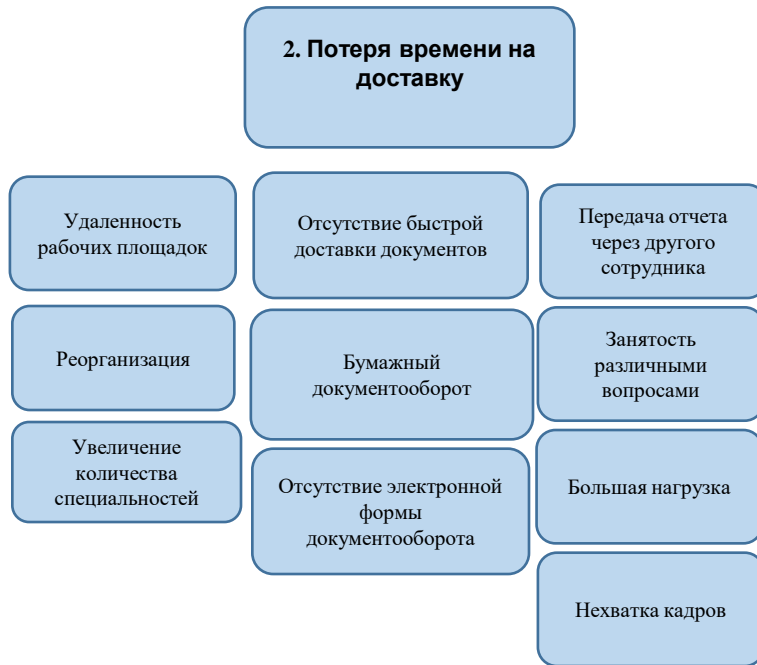 2. Потеря времени на
доставку
Удаленность
рабочих площадок
Реорганизация
Увеличение
количества
специальностей
Отсутствие быстрой
доставки документов
Бумажный
документооборот
Отсутствие электронной
формы
документооборота
Передача отчета
через другого
сотрудника
Занятость
различными
вопросами
Большая нагрузка
Нехватка кадров